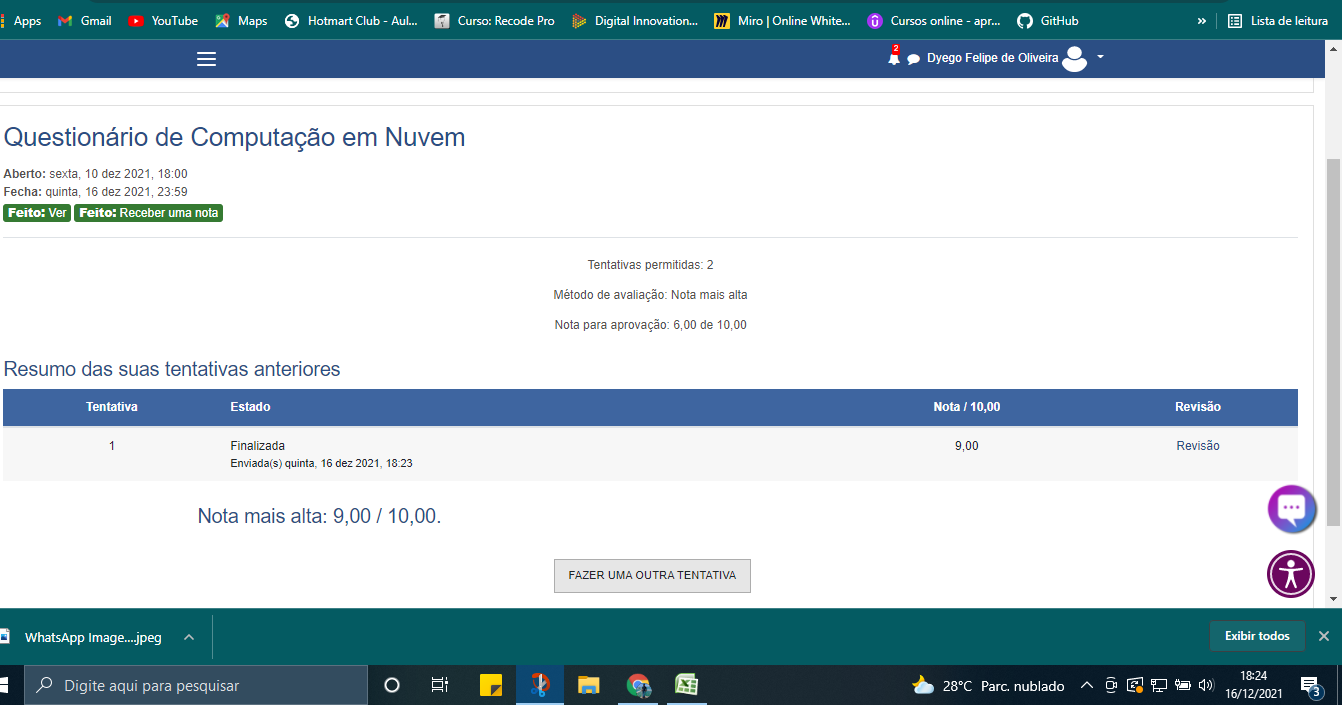 Apps Gmail YouTube Maps Hotmart Club - Aul... Curso: Recode Pro Digital Innovation... Miro | Online White... Cursos online - apr... GitHub » Lista de leitura
2
Dyego Felipe de Oliveira
Questionário de Computação em Nuvem
Aberto: sexta, 10 dez 2021, 18:00
Fecha: quinta, 16 dez 2021, 23:59
Feito: Ver Feito: Receber uma nota
Tentativas permitidas: 2
Método de avaliação: Nota mais alta
Nota para aprovação: 6,00 de 10,00
Resumo das suas tentativas anteriores
Tentativa Estado Nota / 10,00 Revisão
1 Finalizada 9,00 Revisão
Enviada(s) quinta, 16 dez 2021, 18:23
Nota mais alta: 9,00 / 10,00.
FAZER UMA OUTRA TENTATIVA
WhatsApp Image....jpeg Exibir todos
Digite aqui para pesquisar 28°C Parc. nublado 18:24
16/12/2021
3